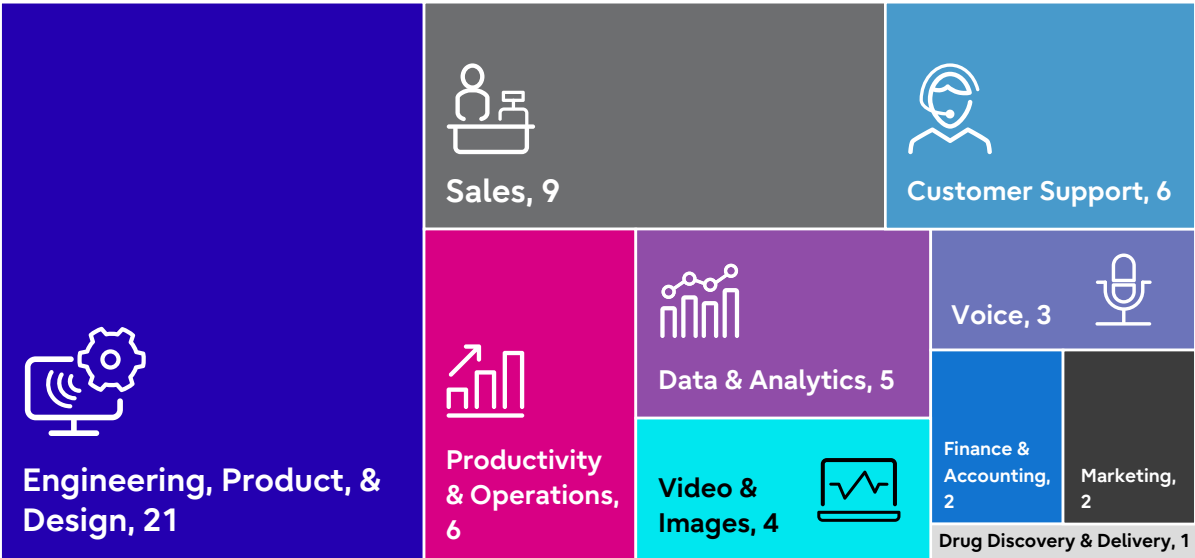 Sales, 9
Customer Support, 6
Engineering, Product, &
Design, 21
Productivity
& Operations,
6
Data & Analytics, 5
Video &
Images, 4
Voice, 3
Finance &
Accounting,
2
Marketing,
2
Drug Discovery & Delivery, 1